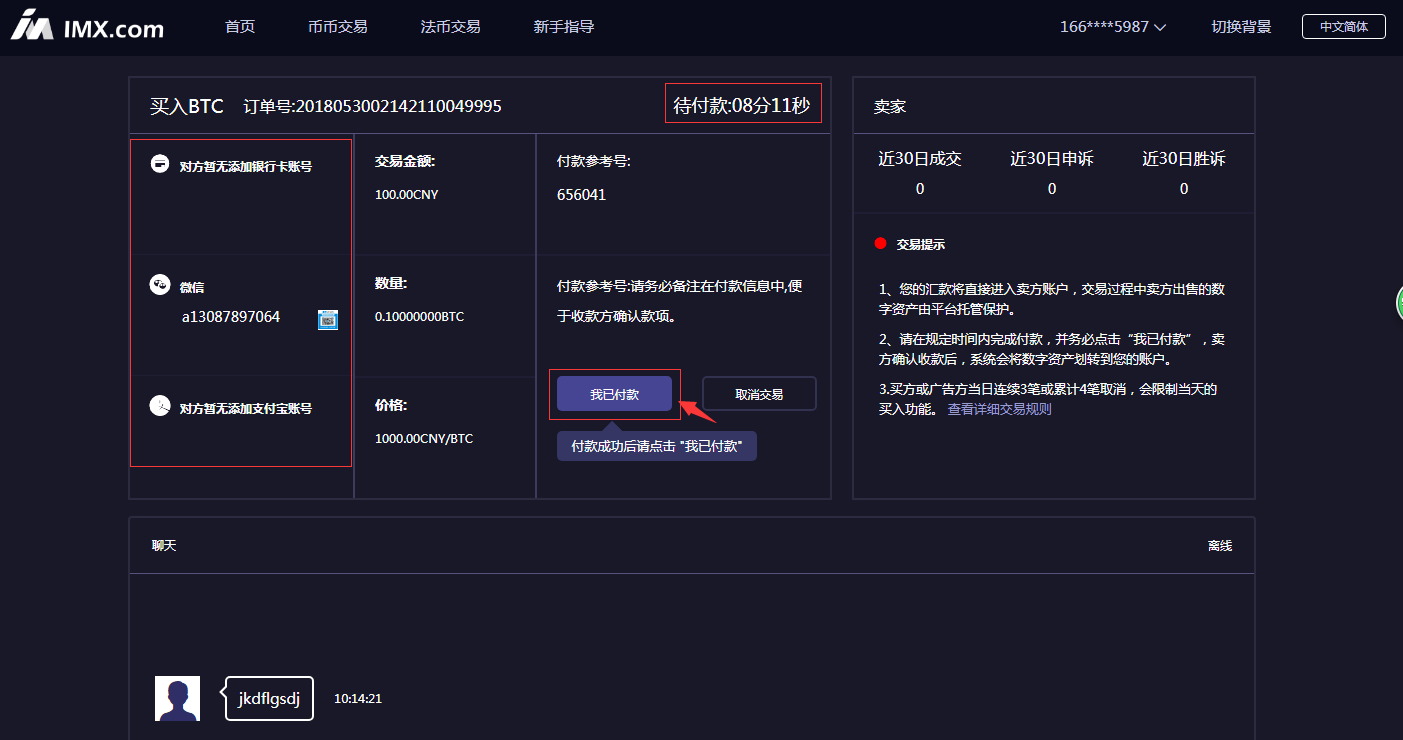 IMX.com 首页 币币交易 法币交易 新手指导 166****5987 切换背景 中文简体
买入BTC 订单号:2018053002142110049995 待付款:08分11秒
对方暂无添加银行卡账号
微信
a13087897064
对方暂无添加支付宝账号
交易金额:
100.00CNY
数量:
0.10000000BTC
价格:
1000.00CNY/BTC
付款参考号:
656041
付款参考号:请务必备注在付款信息中,便
于收款方确认款项。
我已付款 取消交易
付款成功后请点击 "我已付款"
卖家
近30日成交 近30日申诉 近30日胜诉
0 0 0
交易提示
1、您的汇款将直接进入卖方账户，交易过程中卖方出售的数
字资产由平台托管保护。
2、请在规定时间内完成付款，并务必点击“我已付款”，卖
方确认收款后，系统会将数字资产划转到您的账户。
3.买方或广告方当日连续3笔或累计4笔取消，会限制当天的
买入功能。 查看详细交易规则
聊天 离线
jkdflgsdj 10:14:21